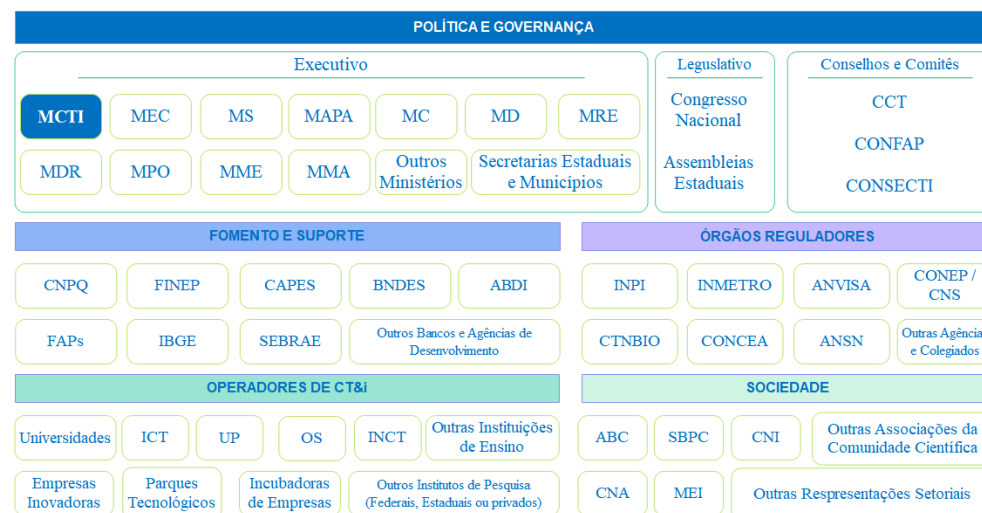 POLÍTICA E GOVERNANÇA
Executivo
MCTI
MEC
MS
MAPA
MC
MD
MRE
MDR
MPO
MME
MMA
Outros
Ministérios
Secretarias Estaduais
e Municípios
Leguslativo
Congresso
Nacional
Assembleias
Estaduais
Conselhos e Comitês
CCT
CONFAP
CONSECTI
FOMENTO E SUPORTE
CNPQ
FINEP
CAPES
BNDES
ABDI
FAPs
IBGE
SEBRAE
Outros Bancos e Agências de
Desenvolvimento
ÓRGÃOS REGULADORES
INPI
INMETRO
ANVISA
CONEP /
CNS
CTNBIO
CONCEA
ANSN
Outras Agência
e Colegiados
OPERADORES DE CT&i
Universidades
ICT
UP
OS
INCT
Outras Instituições
de Ensino
Empresas
Inovadoras
Parques
Tecnológicos
Incubadoras
de Empresas
Outros Institutos de Pesquisa
(Federais, Estaduais ou privados)
SOCIEDADE
ABC
SBPC
CNI
Outras Associações da
Comunidade Científica
CNA
MEI
Outras Respresentações Setoriais